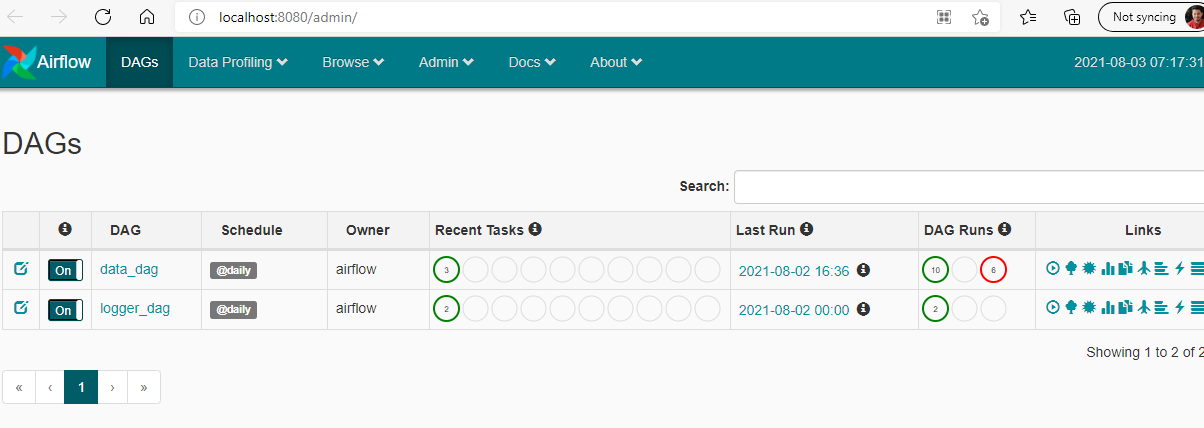 localhost:8080/admin/
Not syncing
Airflow DAGs Data Profiling Browse Admin Docs About 2021-08-03 07:17:31
DAGs
Search:
DAG Schedule Owner Recent Tasks Last Run DAG Runs Links
On data_dag @daily airflow 3 2021-08-02 16:36 10 6
On logger_dag @daily airflow 2 2021-08-02 00:00 2
Showing 1 to 2 of 2
« ‹ 1 › »